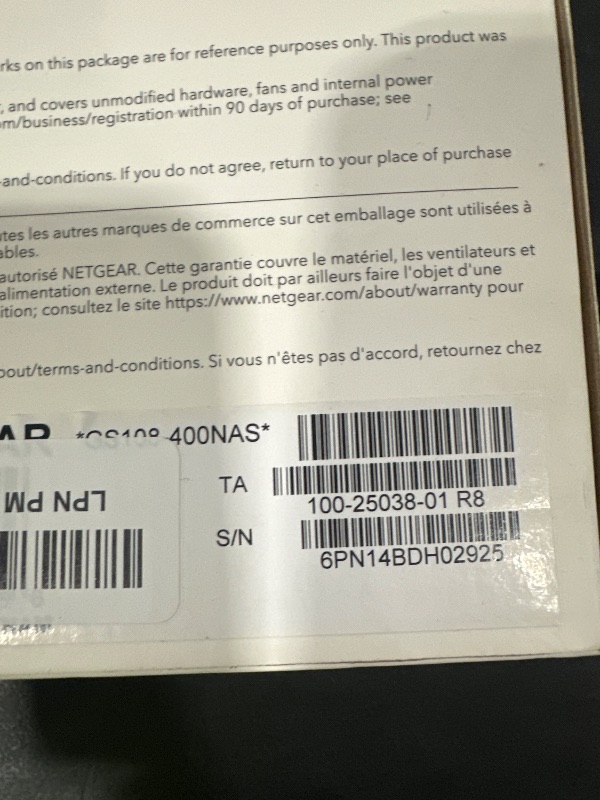 rks on this package are for reference purposes only. This product was
, and covers unmodified hardware, fans and internal power
om/business/registration within 90 days of purchase; see
-and-conditions. If you do not agree, return to your place of purchase
utes les autres marques de commerce sur cet emballage sont utilisées à
ables.
autorisé NETGEAR. Cette garantie couvre le matériel, les ventilateurs et
alimentation externe. Le produit doit par ailleurs faire l'objet d'une
ition; consultez le site https://www.netgear.com/about/warranty pour
bout/terms-and-conditions. Si vous n'êtes pas d'accord, retournez chez
*GS108-400NAS*
TA
100-25038-01 R8
LPN PM
S/N
6PN14BDH02925